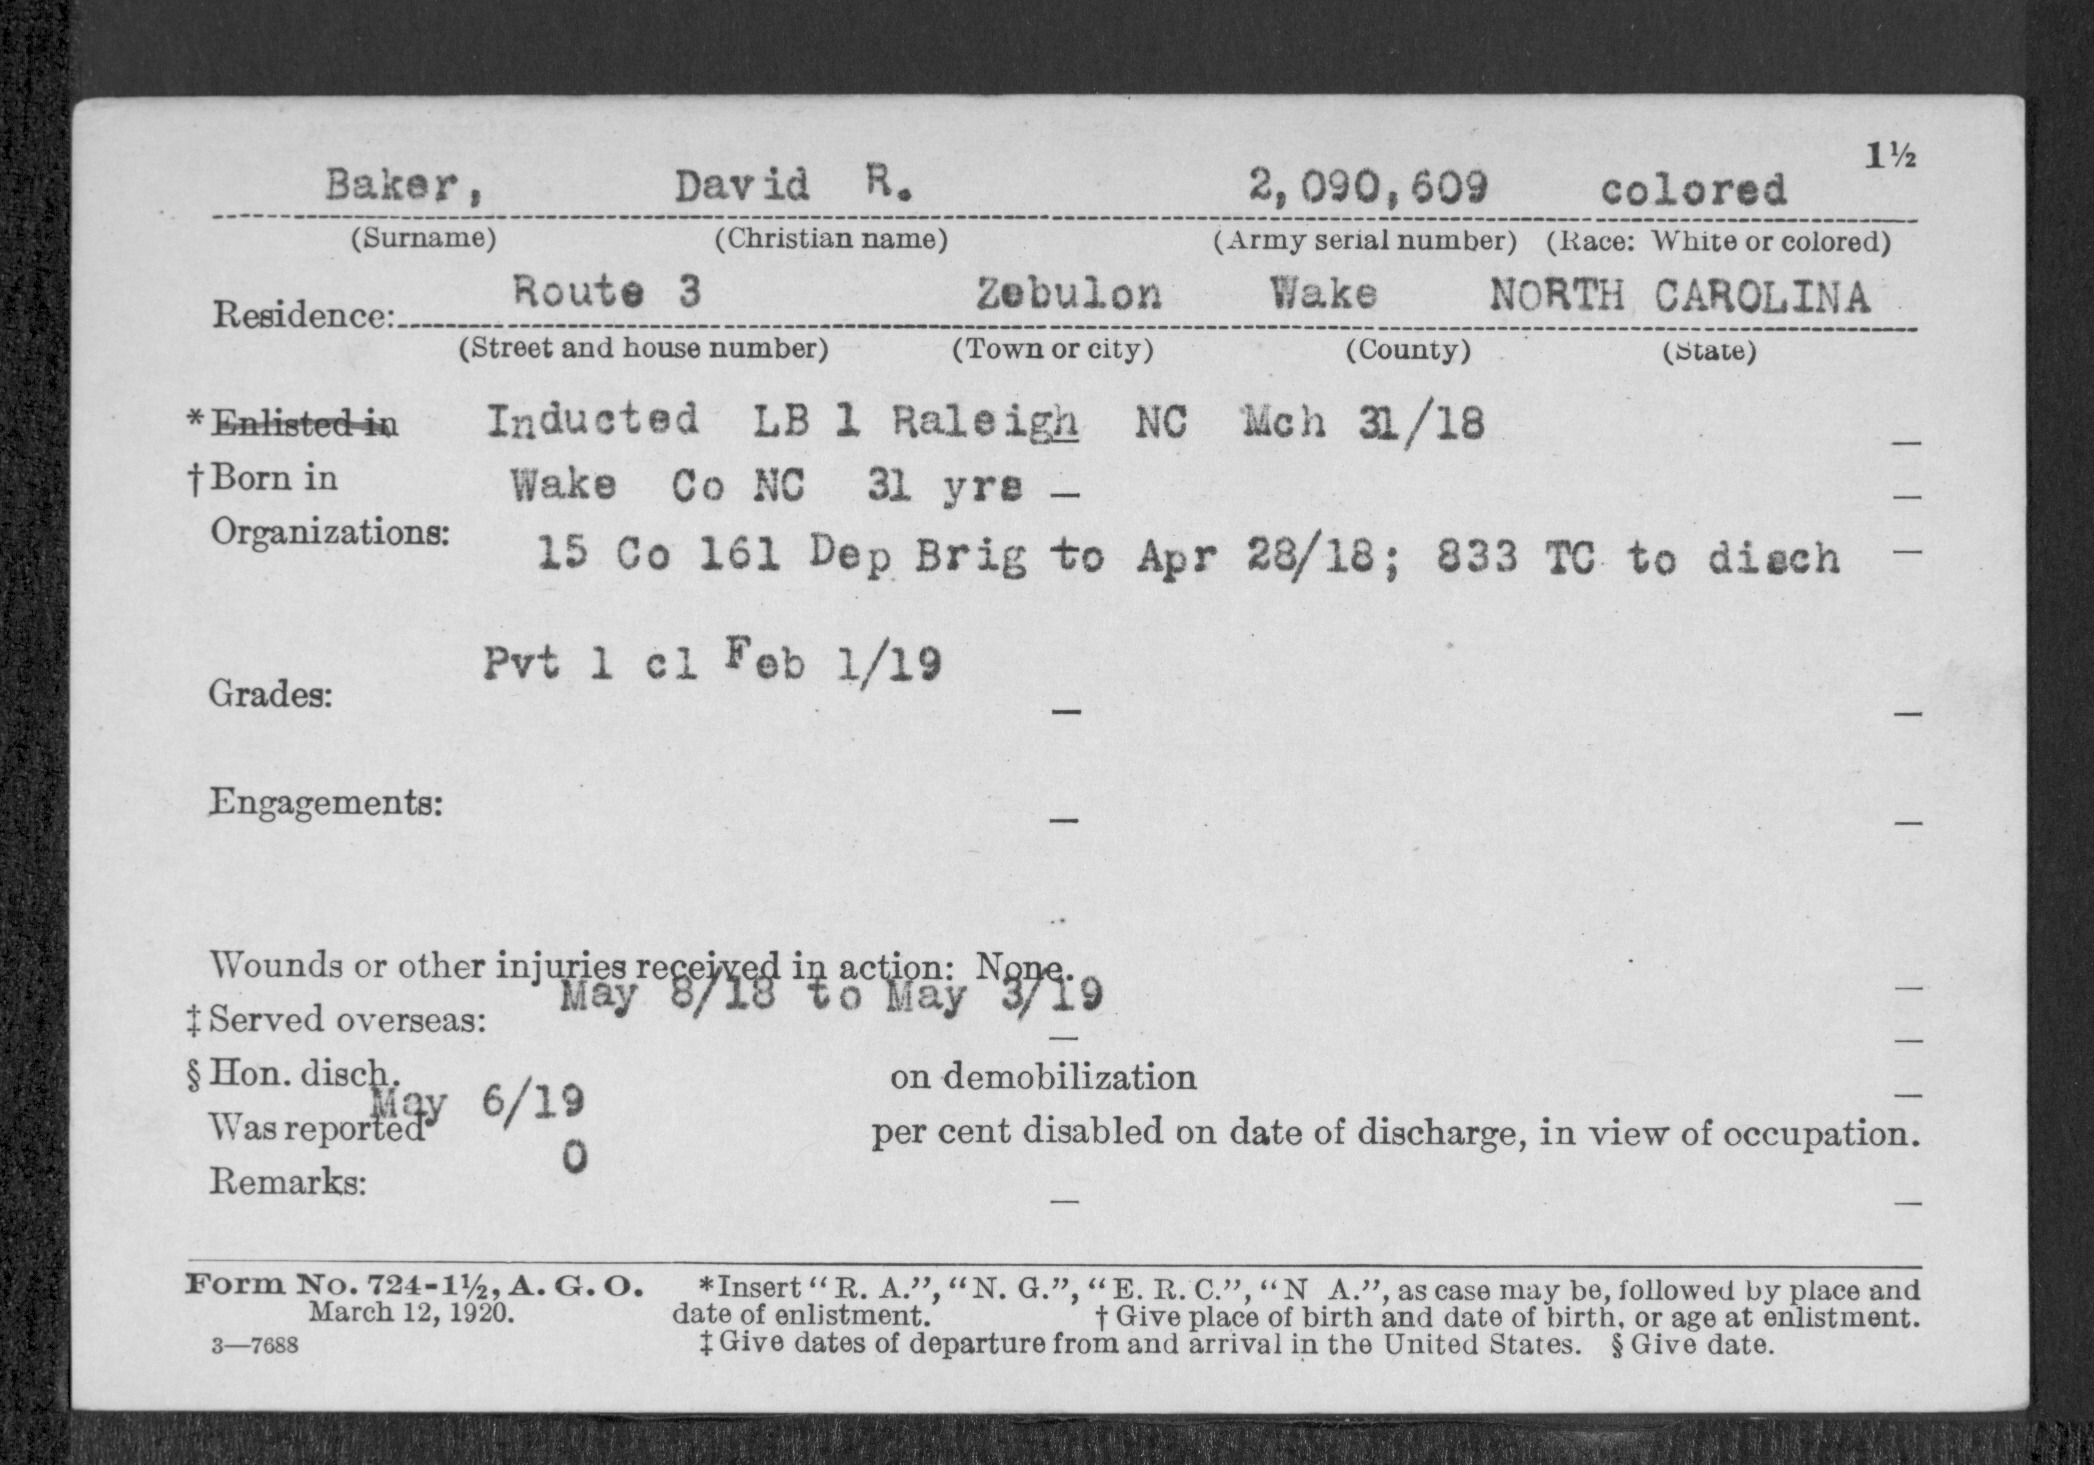 1½
Baker, David R. 2,090,609 colored
(Surname) (Christian name) (Army serial number) (Race: White or colored)
Route 3 Zebulon Wake NORTH CAROLINA
Residence:
(Street and house number) (Town or city) (County) (State)
*Enlisted in Inducted LB 1 Raleigh NC Mch 31/18 —
†Born in Wake Co NC 31 yrs — —
Organizations: 15 Co 161 Dep Brig to Apr 28/18; 833 TC to disch —
Pvt 1 cl Feb 1/19
Grades: — —
Engagements: — —
Wounds or other injuries received in action: None. —
May 8/18 to May 3/19
‡Served overseas: — —
§Hon. disch. on demobilization —
May 6/19
Was reported per cent disabled on date of discharge, in view of occupation.
0
Remarks: — —
Form No. 724-1½, A. G. O. *Insert "R. A.", "N. G.", "E. R. C.", "N A.", as case may be, followed by place and
March 12, 1920. date of enlistment. †Give place of birth and date of birth, or age at enlistment.
3—7688 ‡Give dates of departure from and arrival in the United States. §Give date.